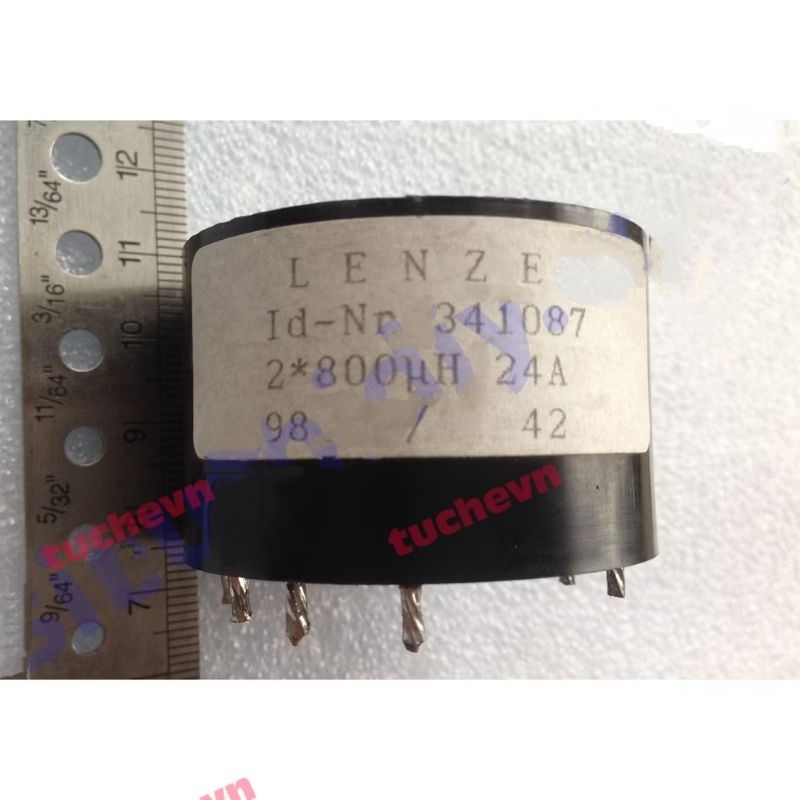 LENZE
Id-Nr 341087
2*800µH 24A
98 / 42
13/64"
12
3/16"
11
11/64"
10
5/32"
9
9/64"
7
tuchevn
tuchevn